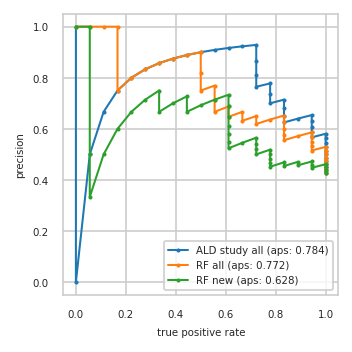 1.0
0.8
0.6
0.4
0.2
0.0
precision
0.0 0.2 0.4 0.6 0.8 1.0
true positive rate
ALD study all (aps: 0.784)
RF all (aps: 0.772)
RF new (aps: 0.628)